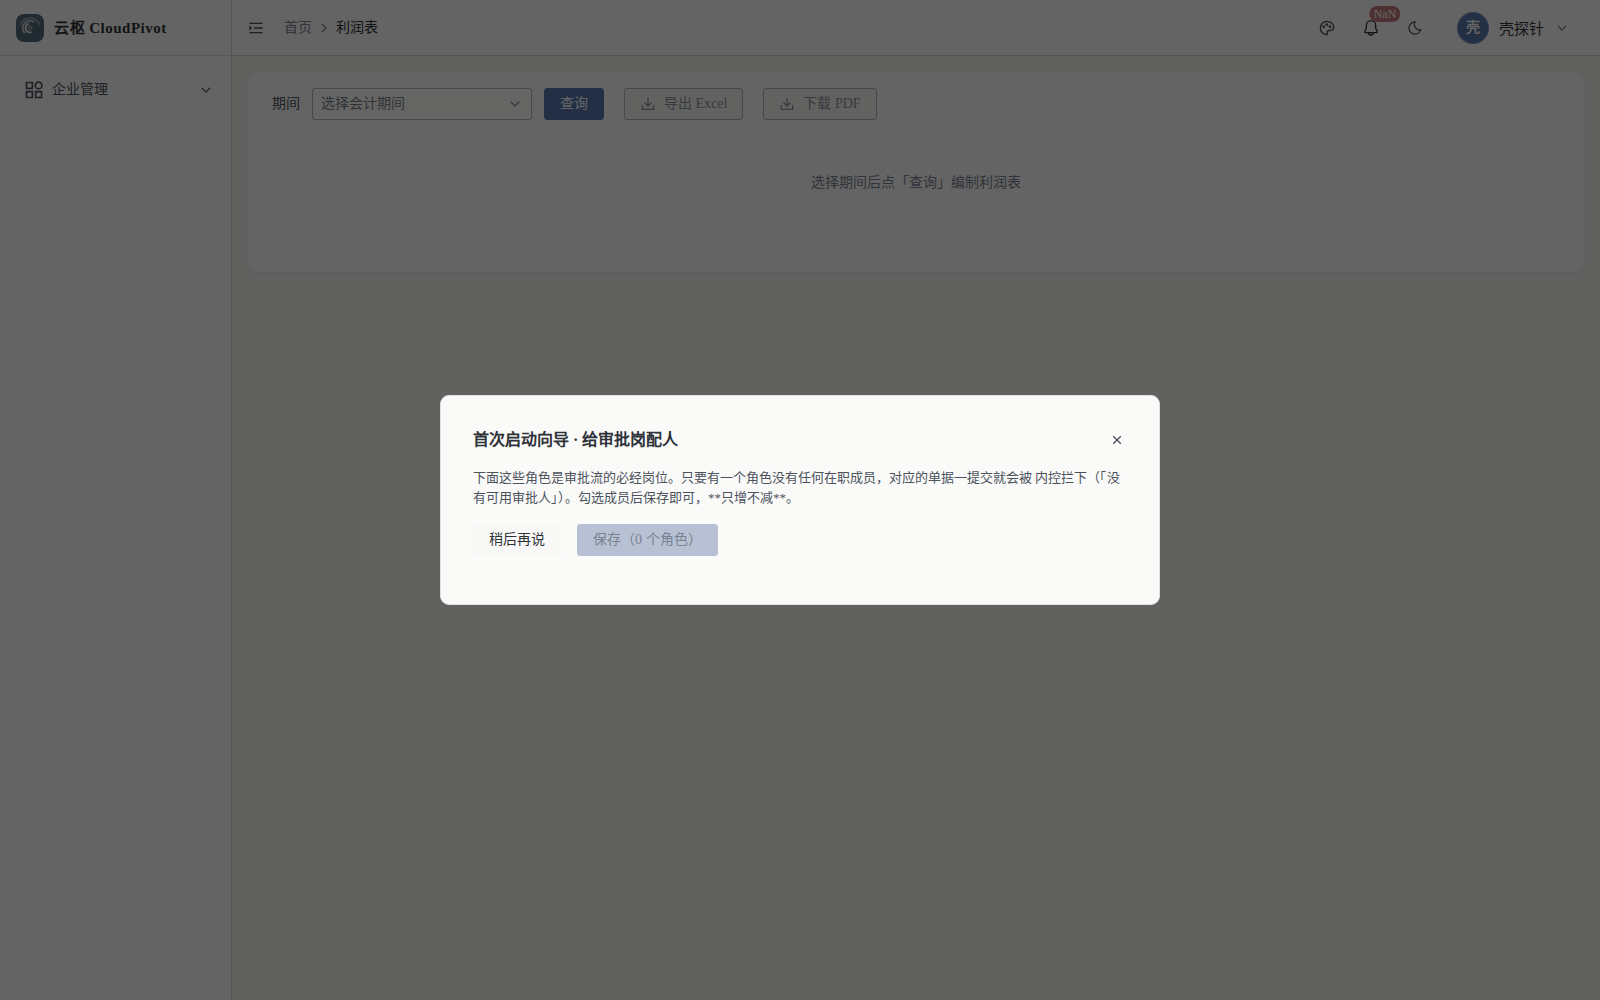 云枢 CloudPivot
首页 利润表
NaN
壳 壳探针
企业管理
期间 选择会计期间 查询 导出 Excel 下载 PDF
选择期间后点「查询」编制利润表
首次启动向导 · 给审批岗配人
下面这些角色是审批流的必经岗位。只要有一个角色没有任何在职成员，对应的单据一提交就会被 内控拦下（「没
有可用审批人」）。勾选成员后保存即可，**只增不减**。
稍后再说 保存（0 个角色）